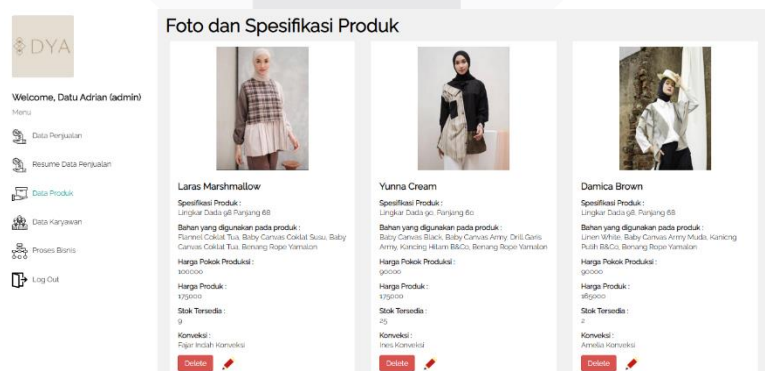 DYA
Welcome, Datu Adrian (admin)
Menu
Data Penjualan
Resume Data Penjualan
Data Produk
Data Karyawan
Proses Bisnis
Log Out
Foto dan Spesifikasi Produk
Laras Marshmallow
Spesifikasi Produk :
Lingkar Dada 98 Panjang 68
Bahan yang digunakan pada produk :
Flannel Coklat Tua, Baby Canvas Coklat Susu, Baby
Canvas Coklat Tua, Benang Rope Yamalon
Harga Pokok Produksi :
100000
Harga Produk :
175000
Stok Tersedia :
9
Konveksi :
Fajar Indah Konveksi
Delete
Yunna Cream
Spesifikasi Produk :
Lingkar Dada 90, Panjang 60
Bahan yang digunakan pada produk :
Baby Canvas Black, Baby Canvas Army, Drill Garis
Army, Kancing Hitam B&Co, Benang Rope Yamalon
Harga Pokok Produksi :
90000
Harga Produk :
175000
Stok Tersedia :
25
Konveksi :
Ines Konveksi
Delete
Damica Brown
Spesifikasi Produk :
Lingkar Dada 98, Panjang 68
Bahan yang digunakan pada produk :
Linen White, Baby Canvas Army Muda, Kanicng
Putih B&Co, Benang Rope Yamalon
Harga Pokok Produksi :
90000
Harga Produk :
165000
Stok Tersedia :
2
Konveksi :
Amelia Konveksi
Delete